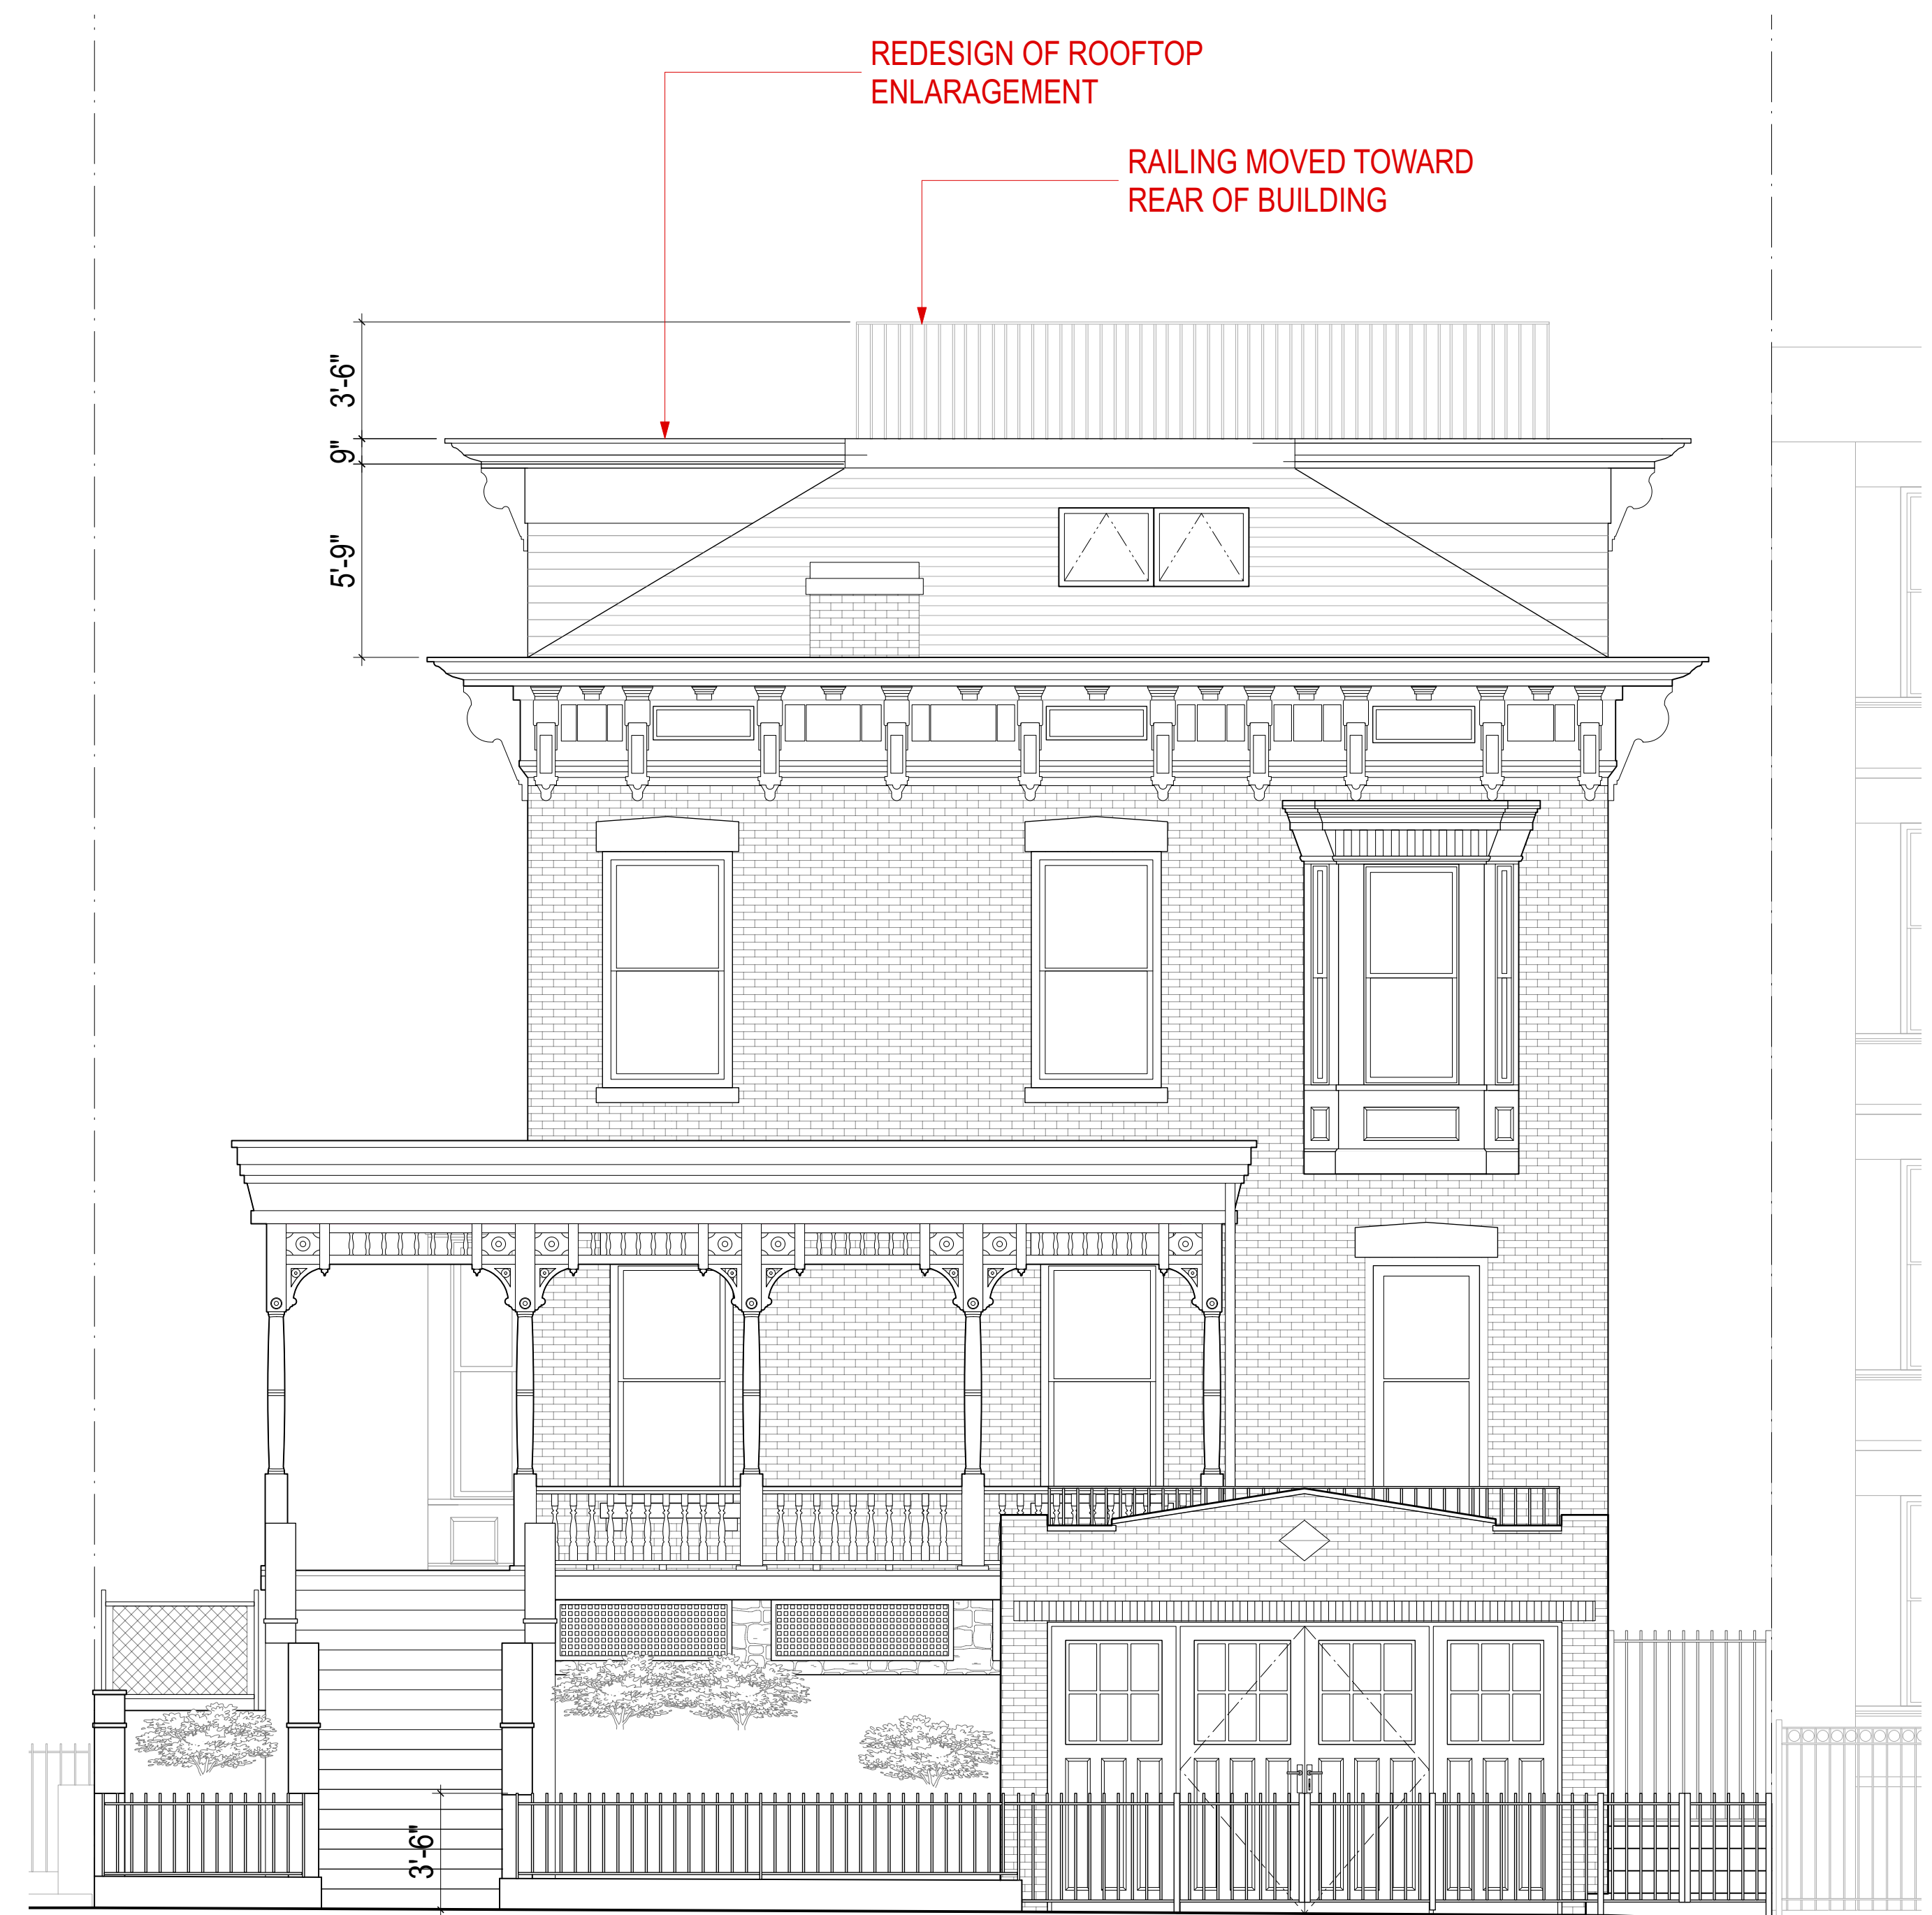 REDESIGN OF ROOFTOP
ENLARAGEMENT
RAILING MOVED TOWARD
REAR OF BUILDING
3'-6"
9"
5'-9"
3'-6"